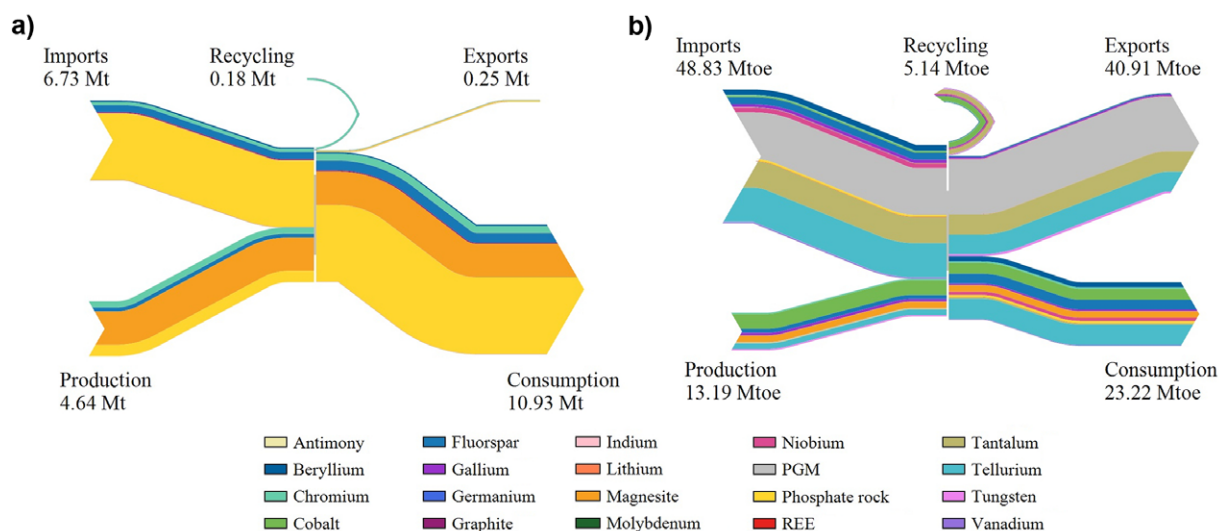 a)
Imports
6.73 Mt
Recycling
0.18 Mt
Exports
0.25 Mt
Production
4.64 Mt
Consumption
10.93 Mt
b)
Imports
48.83 Mtoe
Recycling
5.14 Mtoe
Exports
40.91 Mtoe
Production
13.19 Mtoe
Consumption
23.22 Mtoe
Antimony
Beryllium
Chromium
Cobalt
Fluorspar
Gallium
Germanium
Graphite
Indium
Lithium
Magnesite
Molybdenum
Niobium
PGM
Phosphate rock
REE
Tantalum
Tellurium
Tungsten
Vanadium